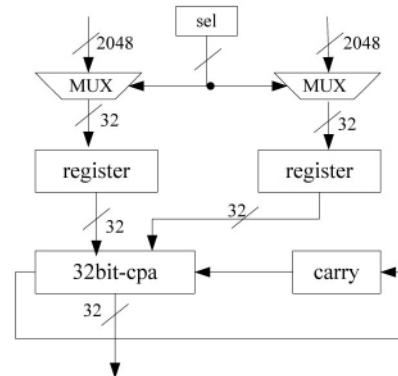 sel
2048 2048
MUX MUX
32 32
register register
32 32
32bit-cpa carry
32